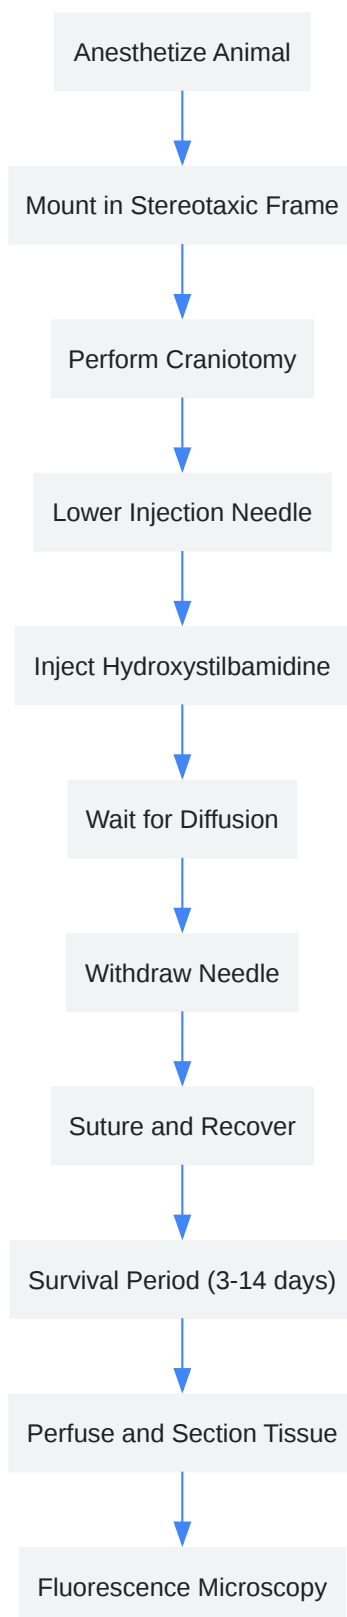 Anesthetize Animal
Mount in Stereotaxic Frame
Perform Craniotomy
Lower Injection Needle
Inject Hydroxystilbamidine
Wait for Diffusion
Withdraw Needle
Suture and Recover
Survival Period (3-14 days)
Perfuse and Section Tissue
Fluorescence Microscopy